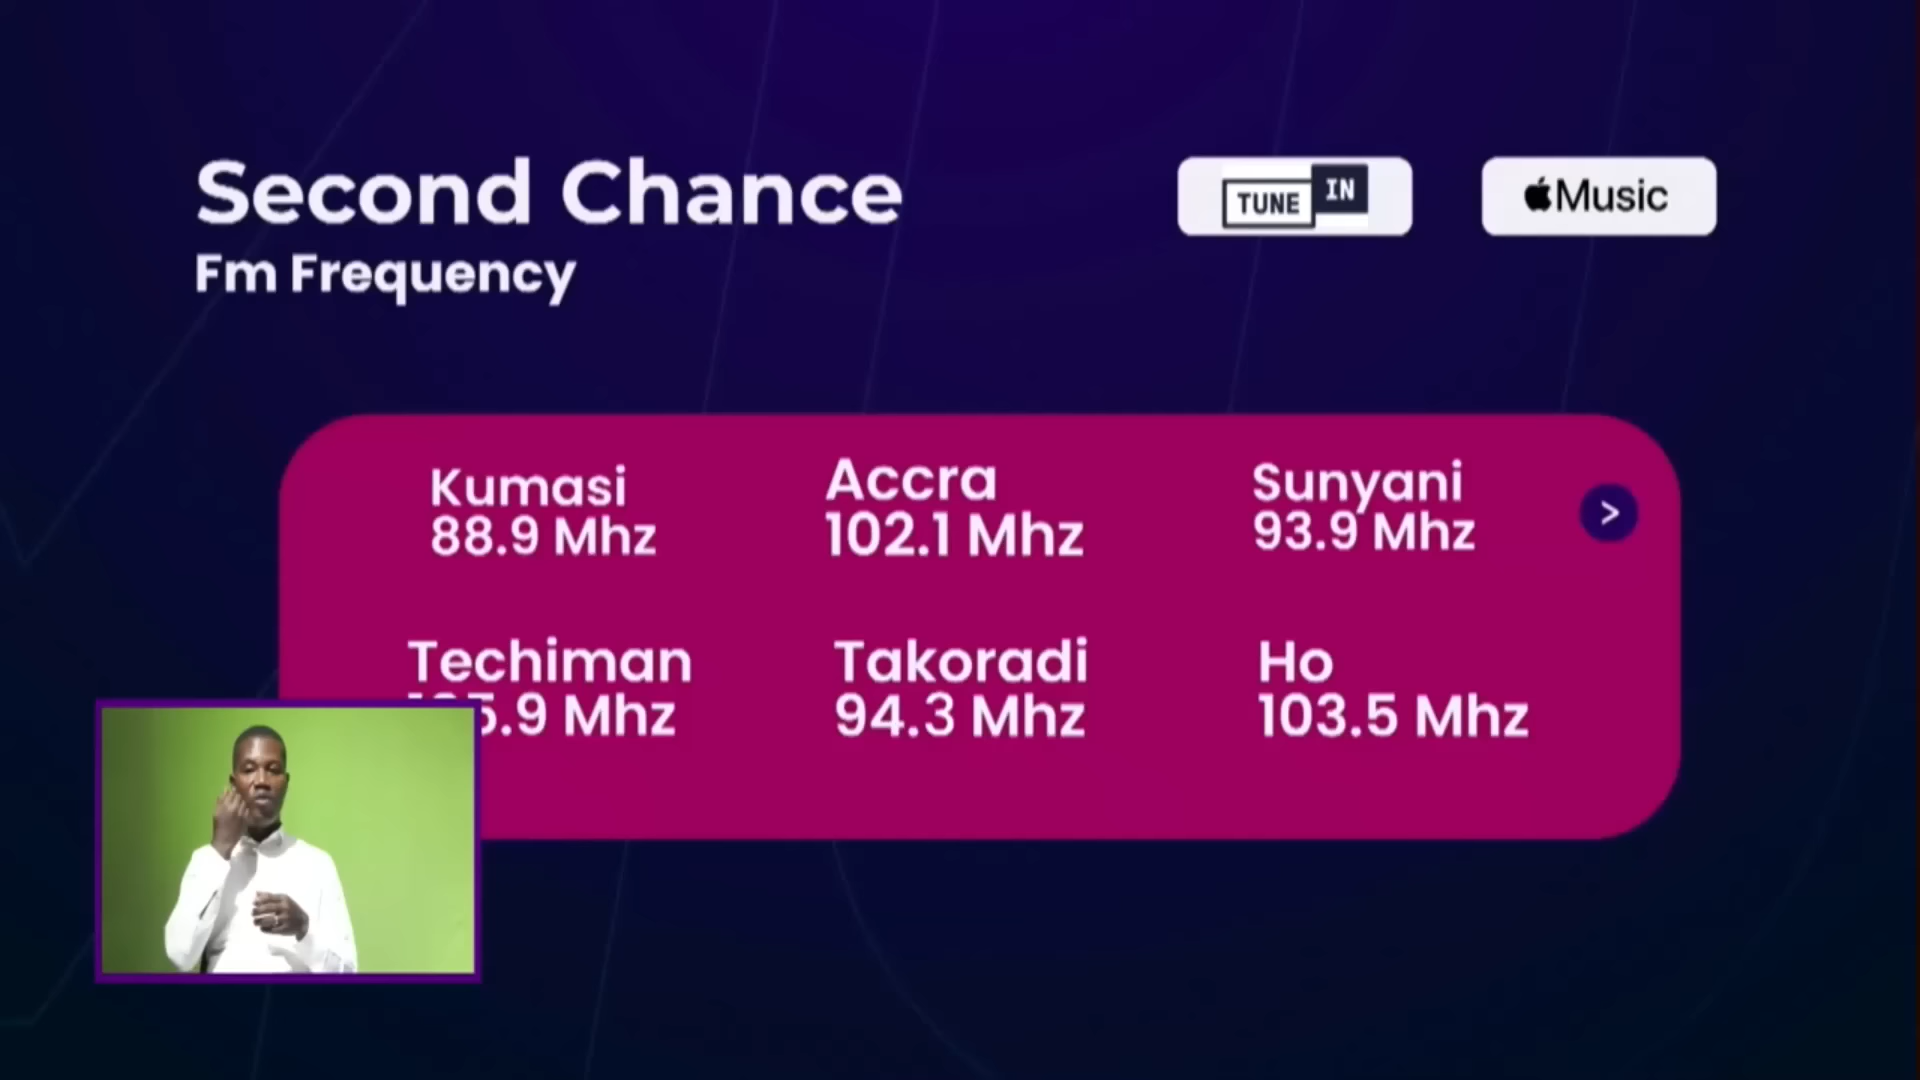 Second Chance
Fm Frequency
TUNE IN
Music
Kumasi
88.9 Mhz
Accra
102.1 Mhz
Sunyani
93.9 Mhz
>
Techiman
Mhz
Takoradi
94.3 Mhz
Ho
103.5 Mhz